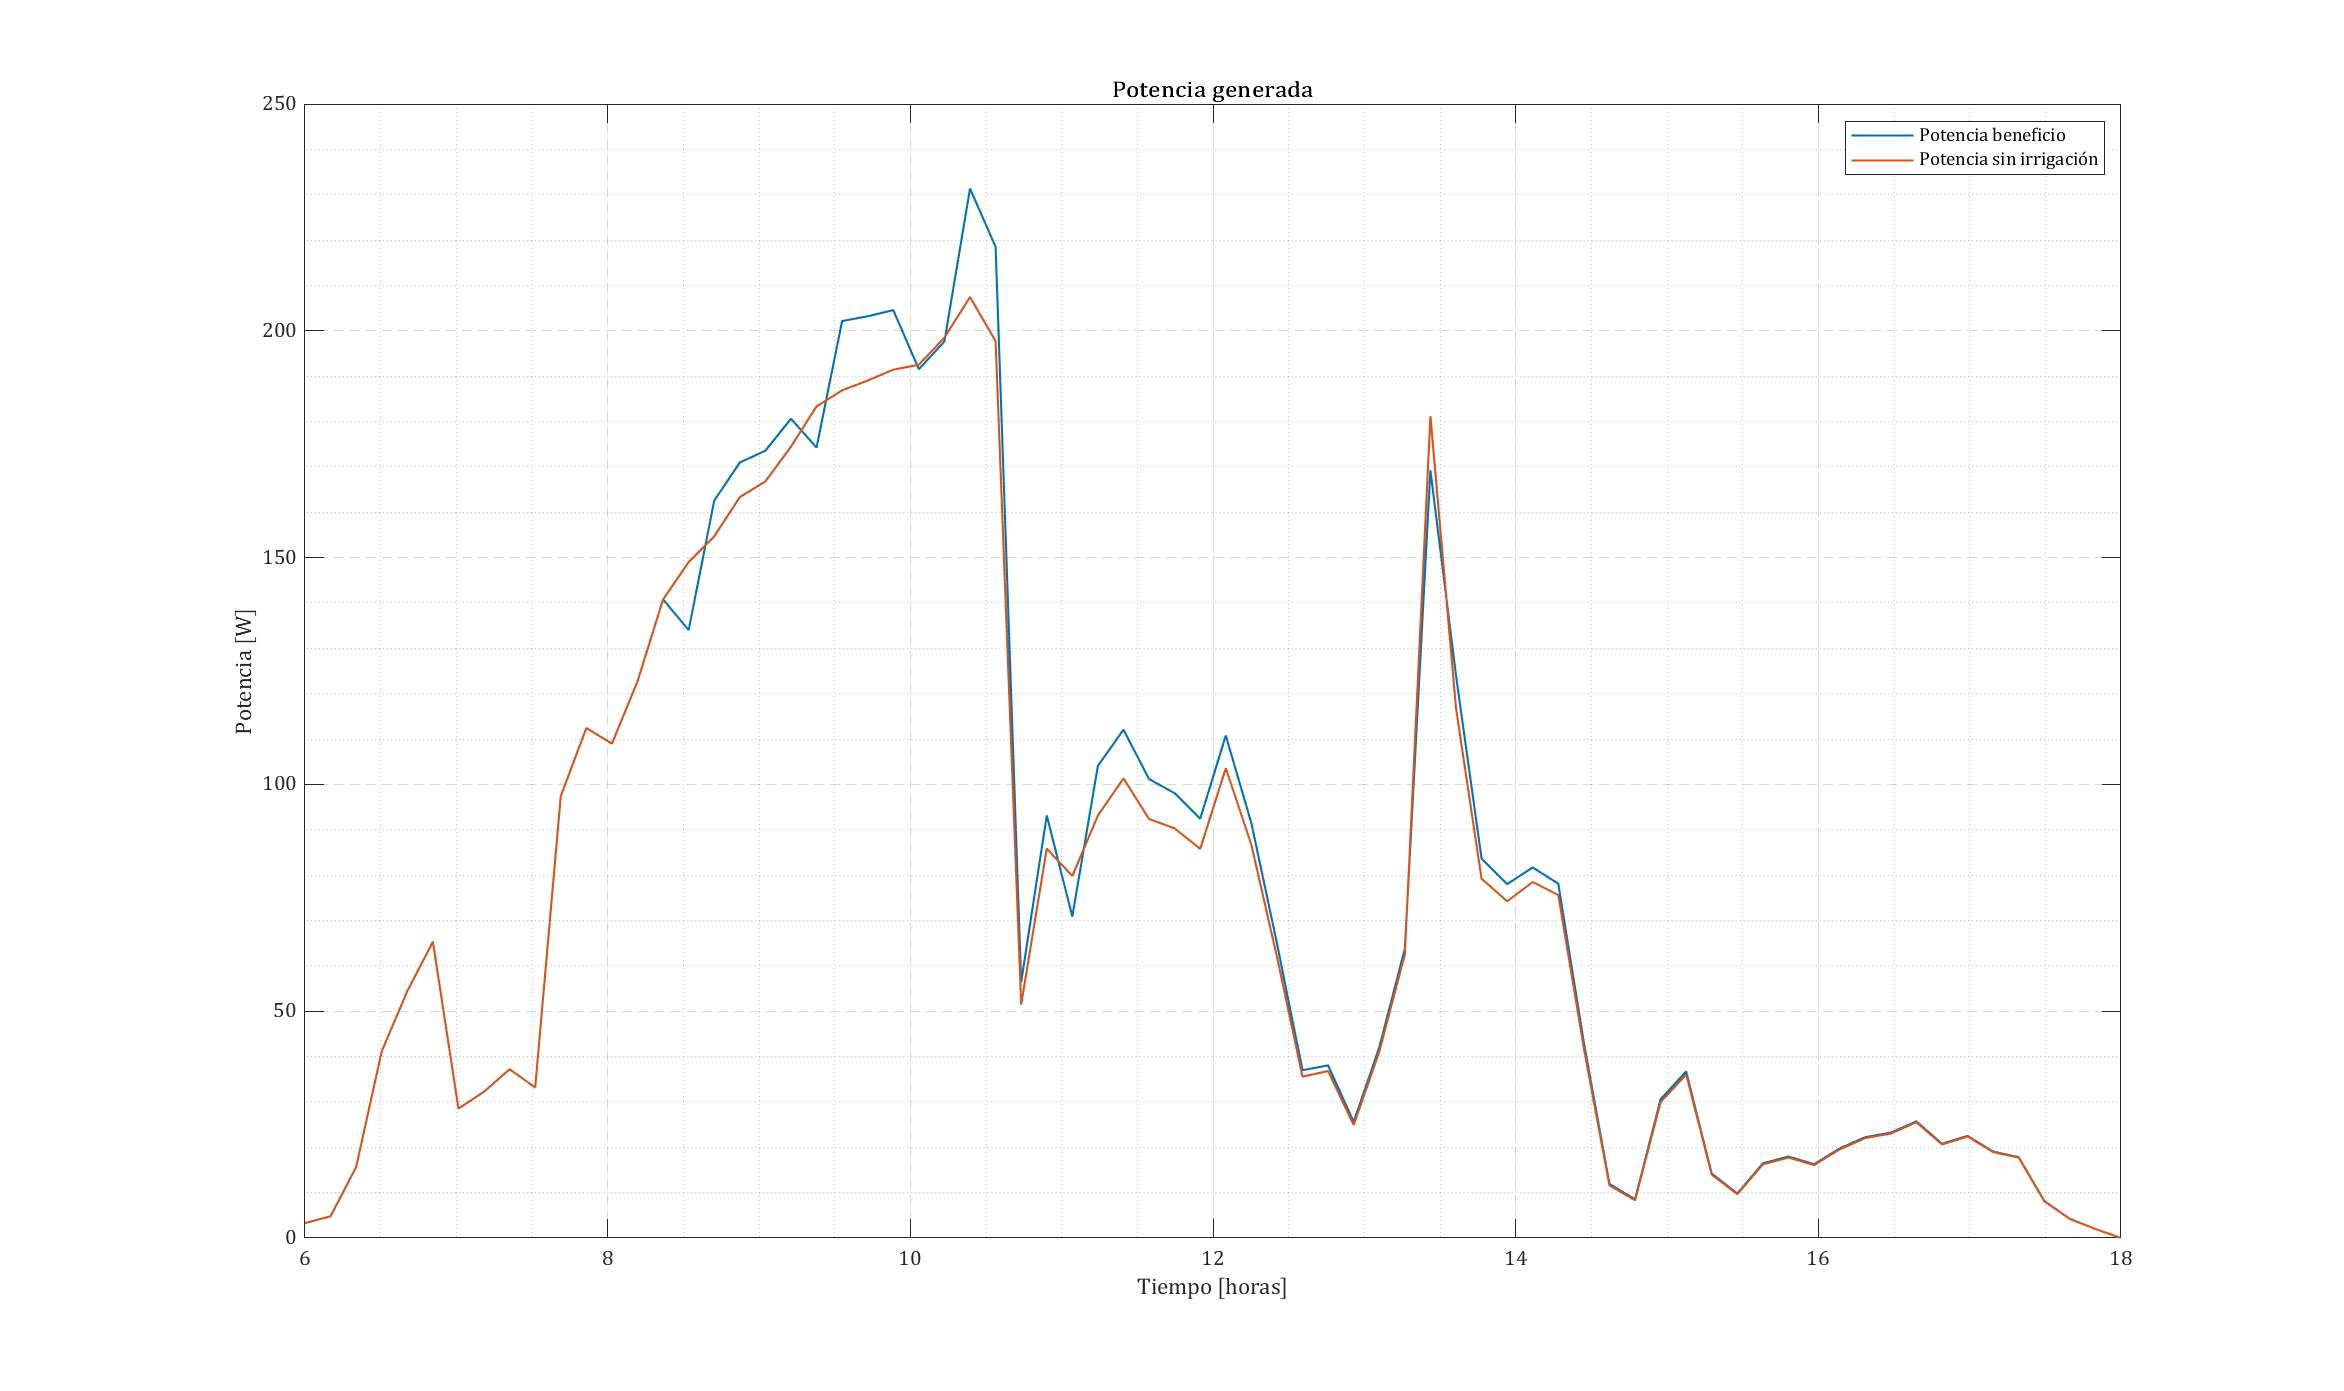 Potencia generada
250
Potencia beneficio
Potencia sin irrigación
200
150
Potencia [W]
100
50
0
6 8 10 12 14 16 18
Tiempo [horas]